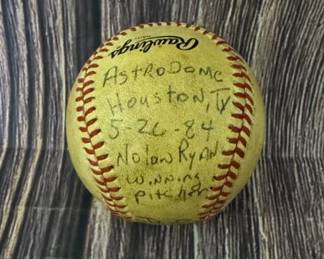 Rawlings
AstroDome
Houston, TX
5-26-84
Nolan Ryan
winning
pitcher